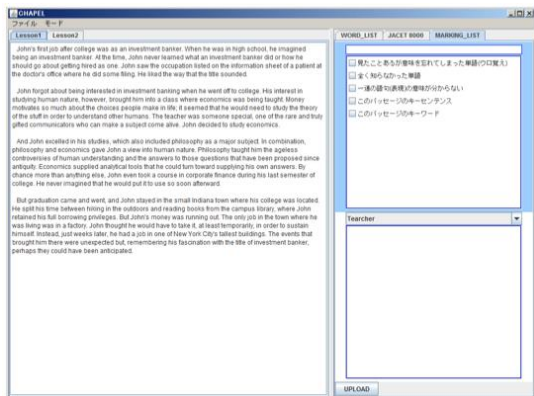 CHAPEL
ファイル モード
Lesson1 Lesson2
John's first job after college was as an investment banker. When he was in high school, he imagined
being an investment banker. At the time, John never learned what an investment banker did or how he
should go about getting hired as one. John saw the occupation listed on the information sheet of a patient at
the doctor's office where he did some filing. He liked the way that the title sounded.
John forgot about being interested in investment banking when he went off to college. His interest in
studying human nature, however, brought him into a class where economics was being taught. Money
motivates so much about the choices people make in life; it seemed that he would need to study the theory
of the stuff in order to understand other humans. The teacher was someone special, one of the rare and truly
gifted communicators who can make a subject come alive. John decided to study economics.
And John excelled in his studies, which also included philosophy as a major subject. In combination,
philosophy and economics gave John a view into human nature. Philosophy taught him the ageless
controversies of human understanding and the answers to those questions that have been proposed since
antiquity. Economics supplied analytical tools that he could turn toward supplying his own answers. By
chance more than anything else, John even took a course in corporate finance during his last semester of
college. He never imagined that he would put it to use so soon afterward.
But graduation came and went, and John stayed in the small Indiana town where his college was located.
He split his time between hiking in the outdoors and reading books from the campus library, where John
retained his full borrowing privileges. But John's money was running out. The only job in the town where he
was living was in a factory. John thought he would have to take it, at least temporarily, in order to sustain
himself. Instead, just weeks later, he had a job in one of New York City's tallest buildings. The events that
brought him there were unexpected but, remembering his fascination with the title of investment banker,
perhaps they could have been anticipated.
WORD_LIST JACET 8000 MARKING_LIST
見たことあるが意味を忘れてしまった単語(ウロ覚え)
全く知らなかった単語
一連の語句(表現)の意味が分からない
このパッセージのキーセンテンス
このパッセージのキーワード
Tearcher
UPLOAD